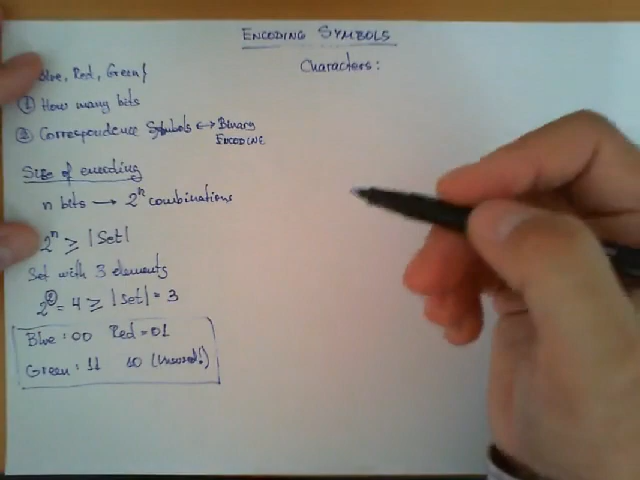 ENCODING SYMBOLS
Blue, Red, Green}
① How many bits
② Correspondence Symbols ↔ Binary
ENCODING
Size of encoding
n bits → 2ⁿ combinations
2ⁿ ≥ |Set|
Set with 3 elements
2² = 4 ≥ |Set| = 3
Blue : 00 Red = 01
Green : 11 10 (Unused!)
Characters :